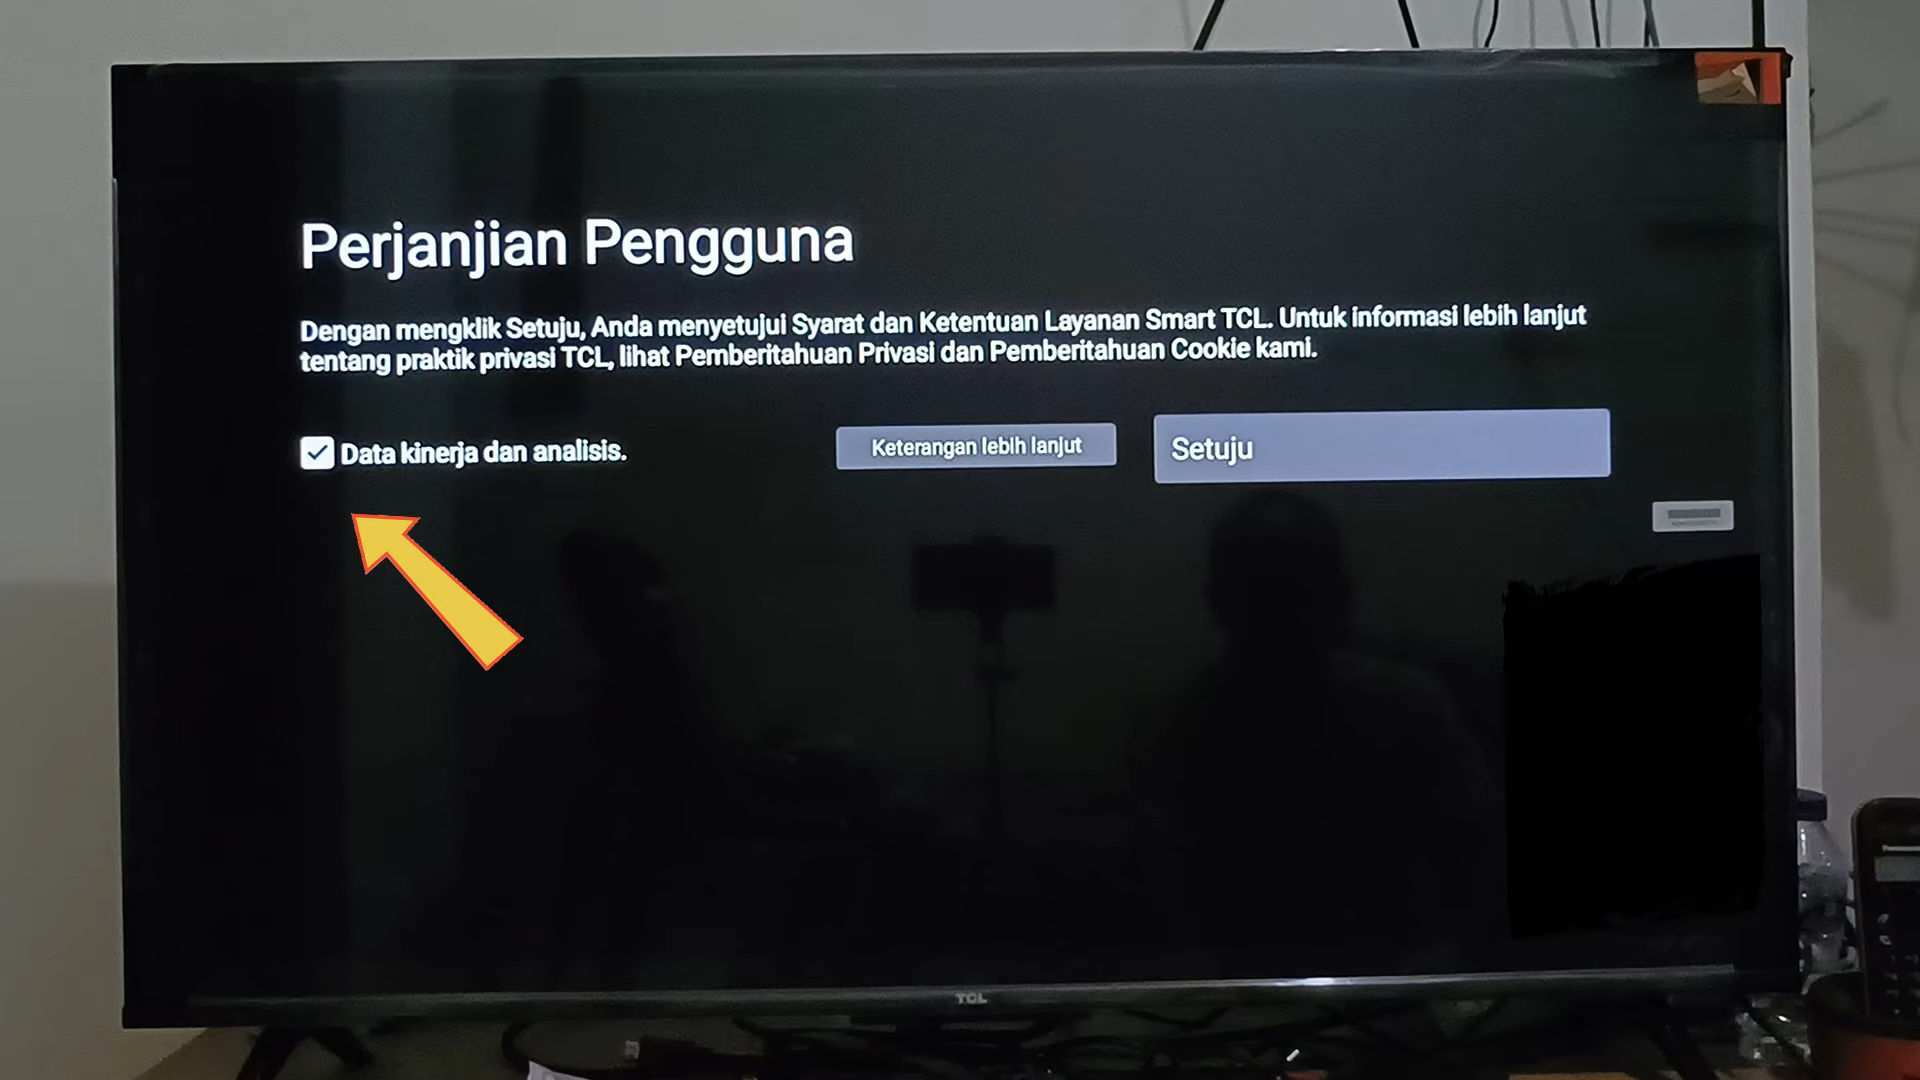 Perjanjian Pengguna
Dengan mengklik Setuju, Anda menyetujui Syarat dan Ketentuan Layanan Smart TCL. Untuk informasi lebih lanjut
tentang praktik privasi TCL, lihat Pemberitahuan Privasi dan Pemberitahuan Cookie kami.
Data kinerja dan analisis.
Keterangan lebih lanjut
Setuju
TCL